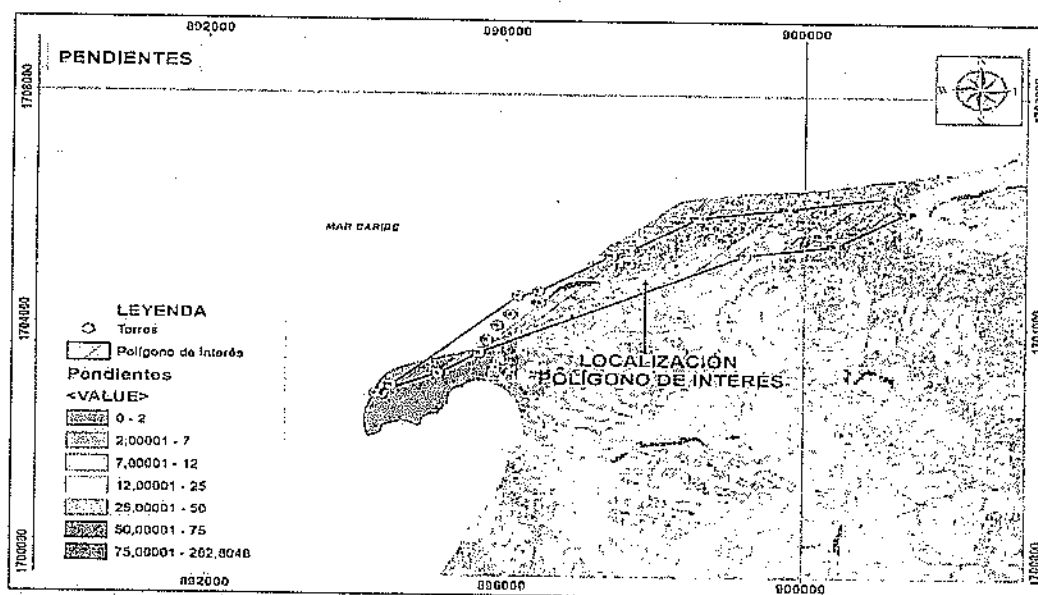 892000 896000 900000
PENDIENTES
1708000
MAR CARIBE
1704000
LEYENDA
Torres
Polígono de Interés
Pendientes
<VALUE>
0 - 2
2,00001 - 7
7,00001 - 12
12,00001 - 25
25,00001 - 50
50,00001 - 75
75,00001 - 262,8048
LOCALIZACIÓN
POLÍGONO DE INTERÉS
1700000
892000 896000 900000